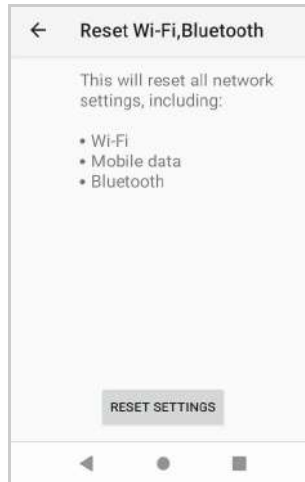 Reset Wi-Fi,Bluetooth
This will reset all network
settings, including:
• Wi-Fi
• Mobile data
• Bluetooth
RESET SETTINGS